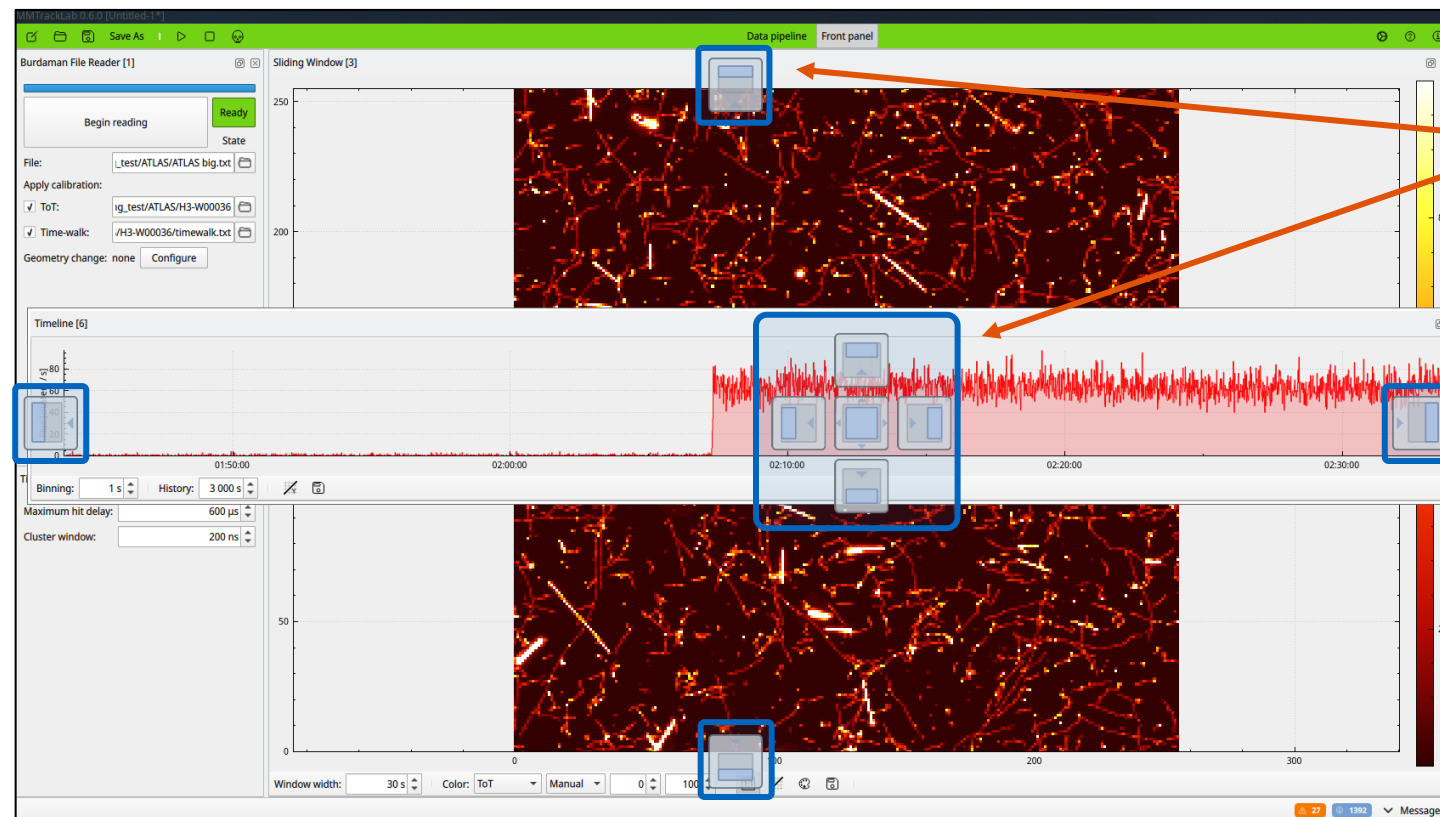 MMTrackLab 0.6.0 [Untitled-1*]
Save As
Data pipeline Front panel
Burdaman File Reader [1]
Sliding Window [3]
Begin reading
Ready
State
File: _test/ATLAS/ATLAS big.txt
Apply calibration:
ToT: ıg_test/ATLAS/H3-W00036
Time-walk: /H3-W00036/timewalk.txt
Geometry change: none Configure
250
200
8
Timeline [6]
80
60
40
20
0
01:50:00 02:00:00 02:10:00 02:20:00 02:30:00
Binning: 1 s History: 3 000 s
Maximum hit delay: 600 µs
Cluster window: 200 ns
50
0
0 200 300
Window width: 30 s Color: ToT Manual 0 100
27 1392 Message